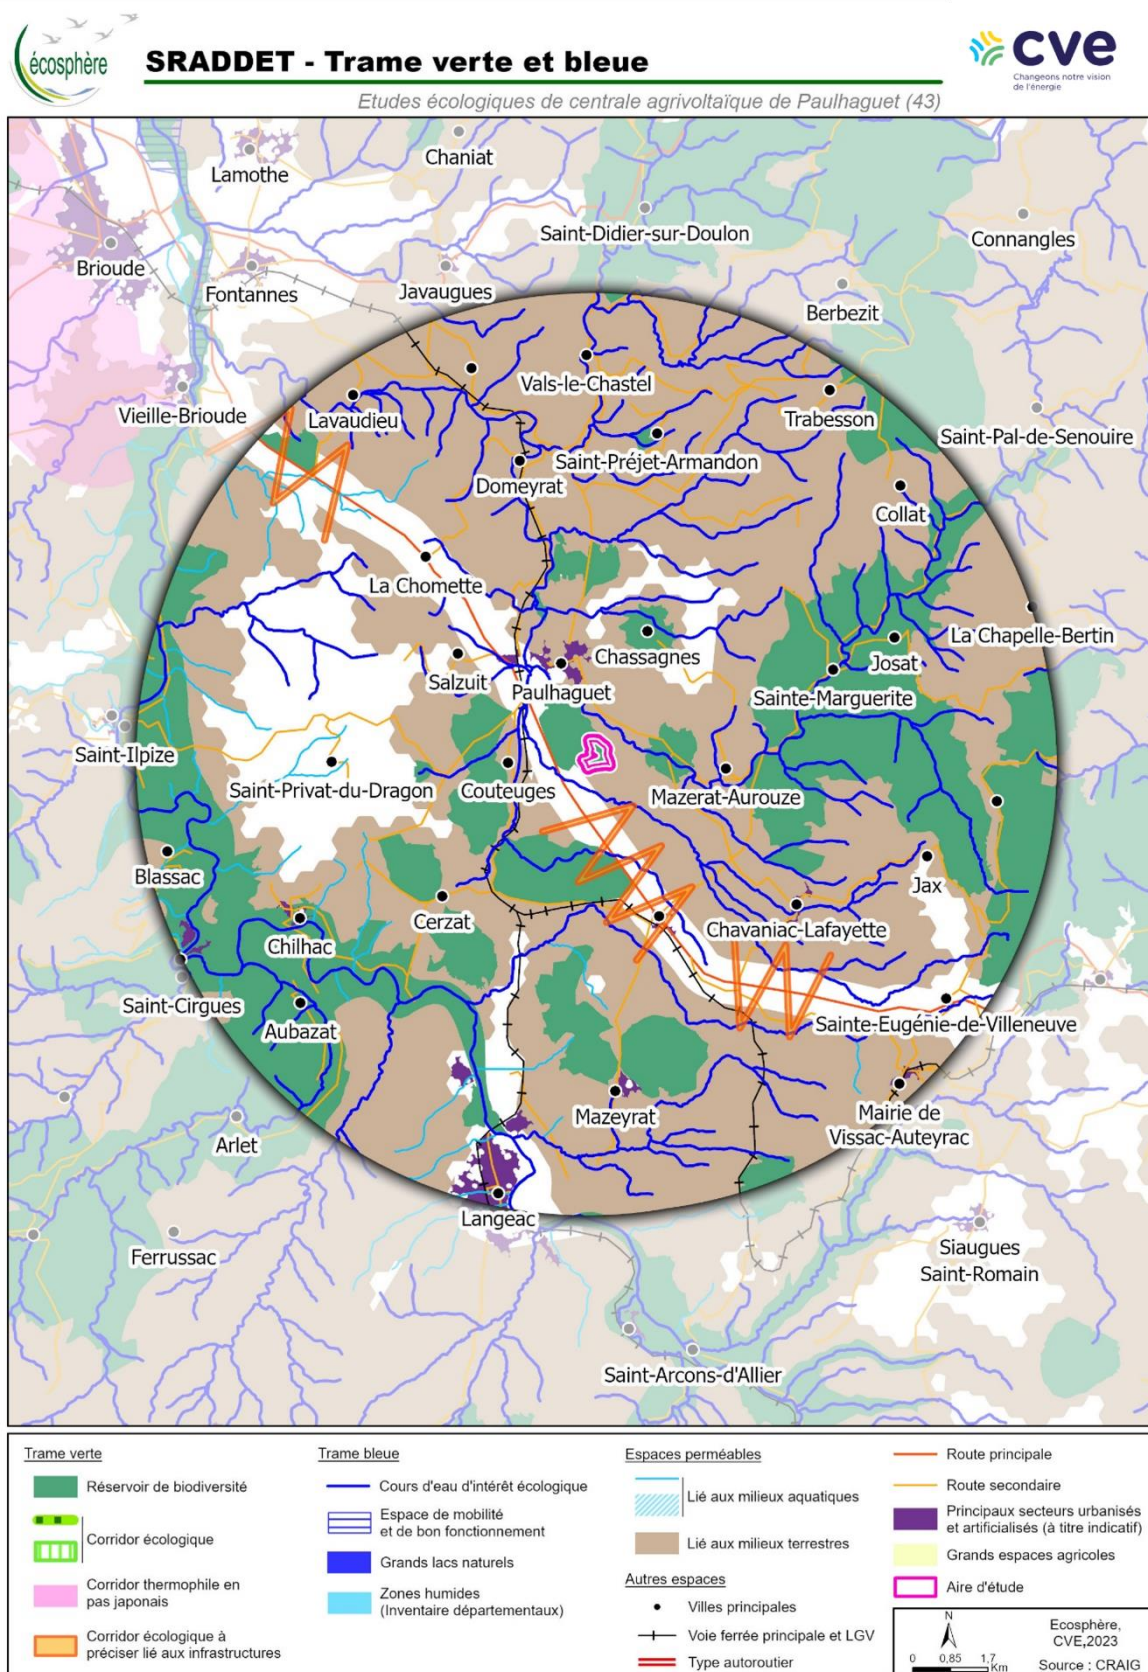 écosphère
SRADDET - Trame verte et bleue
cve
Changeons notre vision
de l'énergie
Etudes écologiques de centrale agrivoltaïque de Paulhaguet (43)
Chaniat
Lamothe
Saint-Didier-sur-Doulon
Connangles
Brioude
Fontannes
Javaugues
Berbezit
Vals-le-Chastel
Vieille-Brioude
Lavaudieu
Trabesson
Saint-Pal-de-Senouire
Saint-Préjet-Armandon
Domeyrat
Collat
La Chomette
La Chapelle-Bertin
Chassagnes
Josat
Salzuit
Paulhaguet
Sainte-Marguerite
Saint-Ilpize
Saint-Privat-du-Dragon
Couteuges
Mazerat-Aurouze
Blassac
Jax
Cerzat
Chavaniac-Lafayette
Chilhac
Saint-Cirgues
Aubazat
Sainte-Eugénie-de-Villeneuve
Mazeyrat
Mairie de
Vissac-Auteyrac
Arlet
Langeac
Ferrussac
Siaugues
Saint-Romain
Saint-Arcons-d'Allier
Trame verte
Réservoir de biodiversité
Corridor écologique
Corridor thermophile en
pas japonais
Corridor écologique à
préciser lié aux infrastructures
Trame bleue
Cours d'eau d'intérêt écologique
Espace de mobilité
et de bon fonctionnement
Grands lacs naturels
Zones humides
(Inventaire départementaux)
Espaces perméables
Lié aux milieux aquatiques
Lié aux milieux terrestres
Autres espaces
Villes principales
Voie ferrée principale et LGV
Type autoroutier
Route principale
Route secondaire
Principaux secteurs urbanisés
et artificialisés (à titre indicatif)
Grands espaces agricoles
Aire d'étude
N
0 0,85 1,7
Km
Ecosphère,
CVE,2023
Source : CRAIG